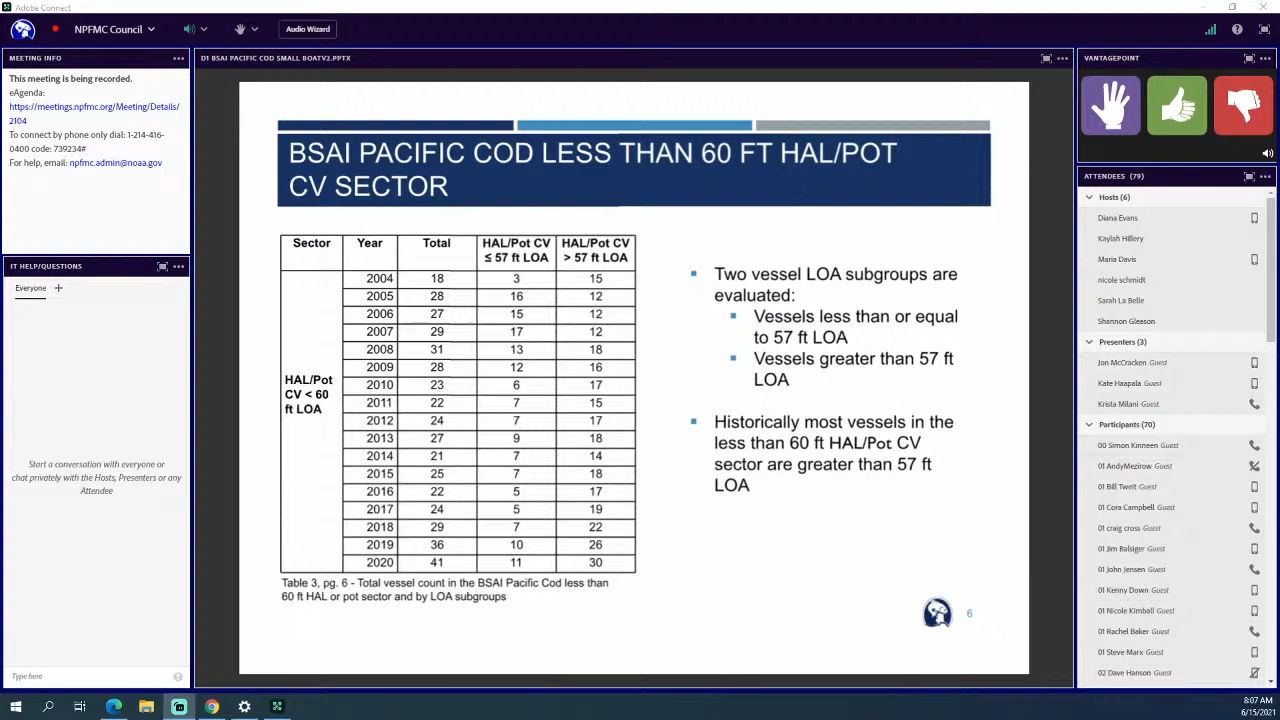 Adobe Connect
NPFMC Council
Audio Wizard
MEETING INFO
This meeting is being recorded.
eAgenda:
https://meetings.npfmc.org/Meeting/Details/
2104
To connect by phone only dial: 1-214-416-
0400 code: 739234#
For help, email: npfmc.admin@noaa.gov
IT HELP/QUESTIONS
Everyone
Start a conversation with everyone or
chat privately with the Hosts, Presenters or any
Attendee
Type here
D1 BSAI PACIFIC COD SMALL BOATV2.PPTX
BSAI PACIFIC COD LESS THAN 60 FT HAL/POT
CV SECTOR
Sector Year Total HAL/Pot CV ≤ 57 ft LOA HAL/Pot CV > 57 ft LOA
HAL/Pot
CV < 60
ft LOA
2004 18 3 15
2005 28 16 12
2006 27 15 12
2007 29 17 12
2008 31 13 18
2009 28 12 16
2010 23 6 17
2011 22 7 15
2012 24 7 17
2013 27 9 18
2014 21 7 14
2015 25 7 18
2016 22 5 17
2017 24 5 19
2018 29 7 22
2019 36 10 26
2020 41 11 30
Table 3, pg. 6 - Total vessel count in the BSAI Pacific Cod less than
60 ft HAL or pot sector and by LOA subgroups
Two vessel LOA subgroups are
evaluated:
Vessels less than or equal
to 57 ft LOA
Vessels greater than 57 ft
LOA
Historically most vessels in the
less than 60 ft HAL/Pot CV
sector are greater than 57 ft
LOA
6
VANTAGEPOINT
ATTENDEES (79)
Hosts (6)
Diana Evans
Kaylah Hillery
Maria Davis
nicole schmidt
Sarah La Belle
Shannon Gleason
Presenters (3)
Jon McCracken Guest
Kate Haapala Guest
Krista Milani Guest
Participants (70)
00 Simon Kinneen Guest
01 AndyMezirow Guest
01 Bill Tweit Guest
01 Cora Campbell Guest
01 craig cross Guest
01 Jim Balsiger Guest
01 John Jensen Guest
01 Kenny Down Guest
01 Nicole Kimball Guest
01 Rachel Baker Guest
01 Steve Marx Guest
02 Dave Hanson Guest
8:07 AM
6/15/2021